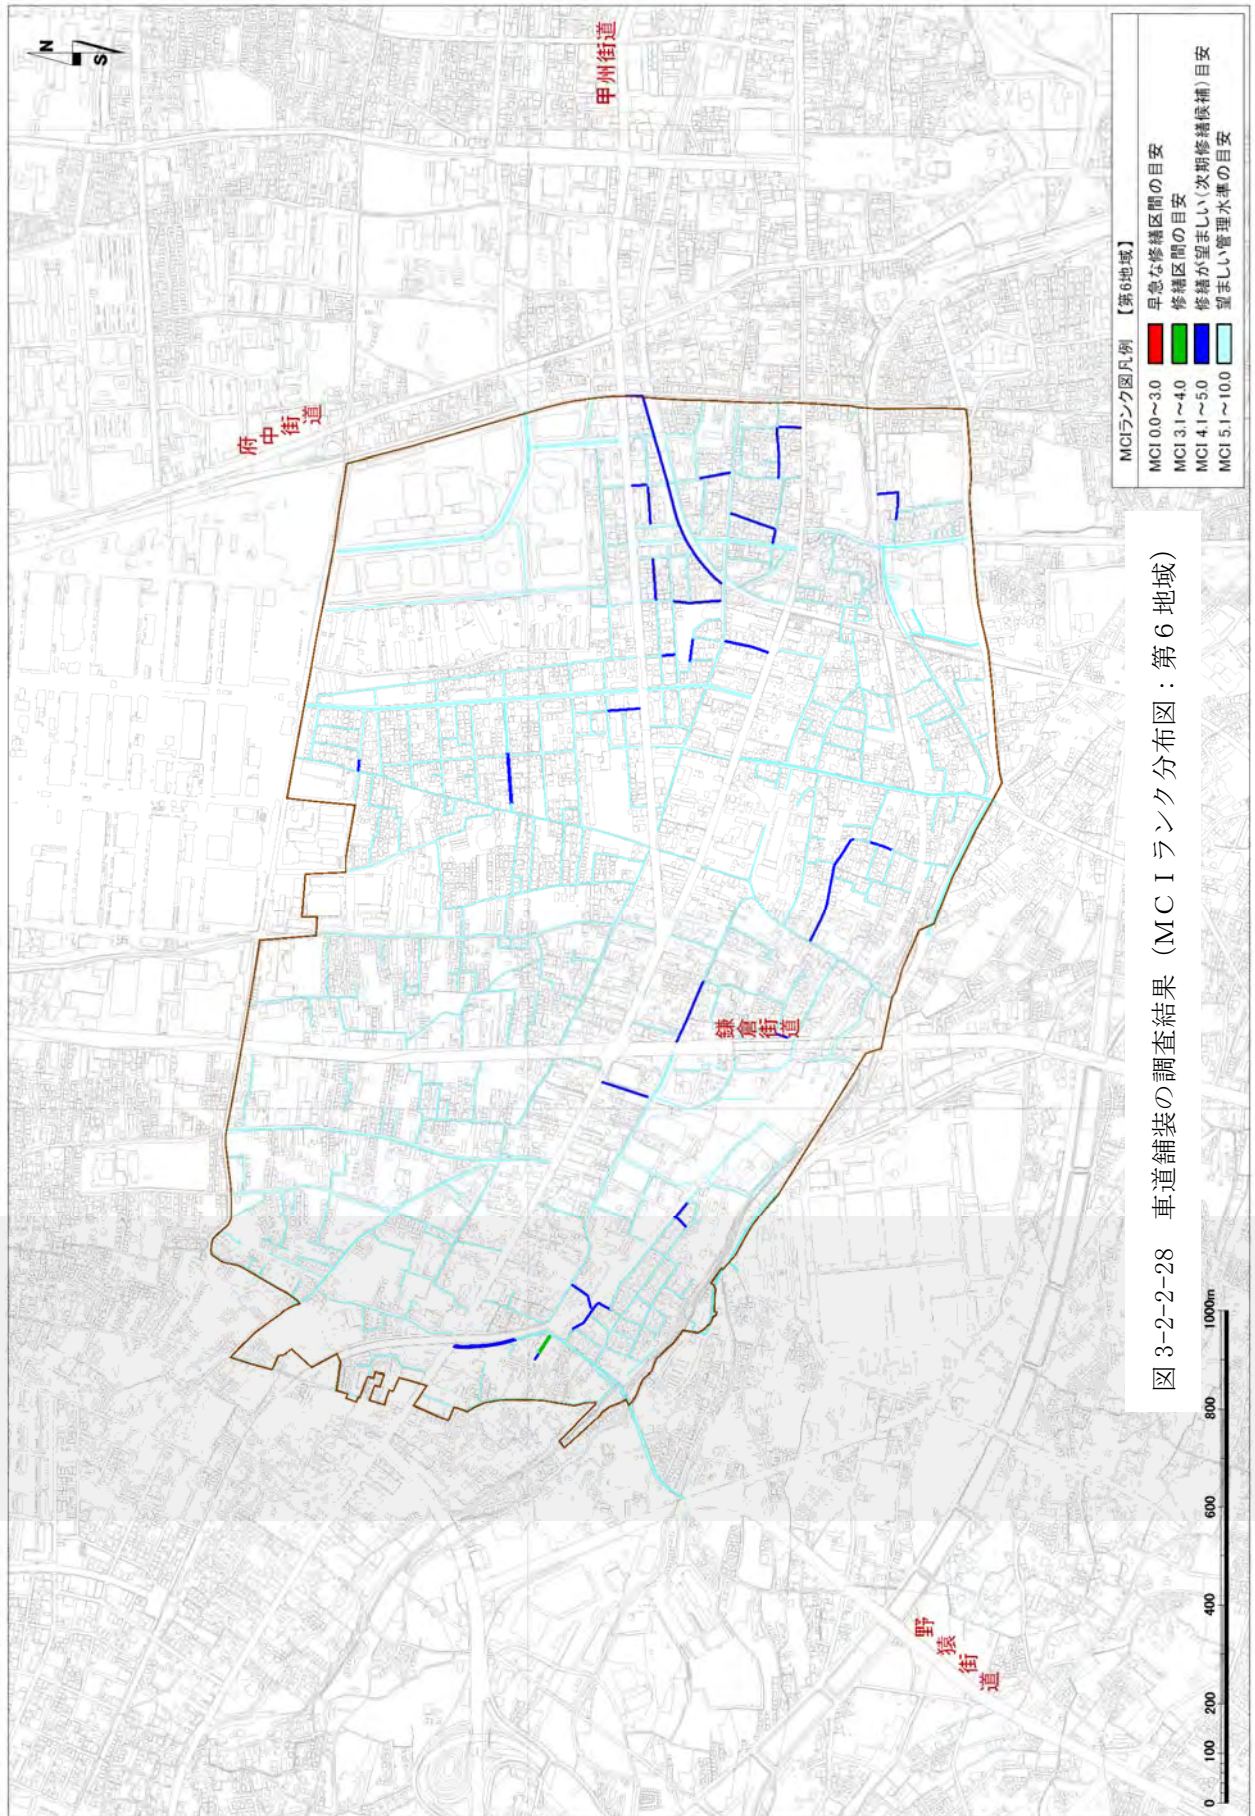 N
S
甲州街道
府中街道
鎌倉街道
野猿街道
MCIランク図凡例 【第6地域】
MCI 0.0～3.0 早急な修繕区間の目安
MCI 3.1～4.0 修繕区間の目安
MCI 4.1～5.0 修繕が望ましい(次期修繕候補)目安
MCI 5.1～10.0 望ましい管理水準の目安
0 100 200 400 600 800 1000m
図 3-2-2-28 車道舗装の調査結果（MCIランク分布図：第6地域）